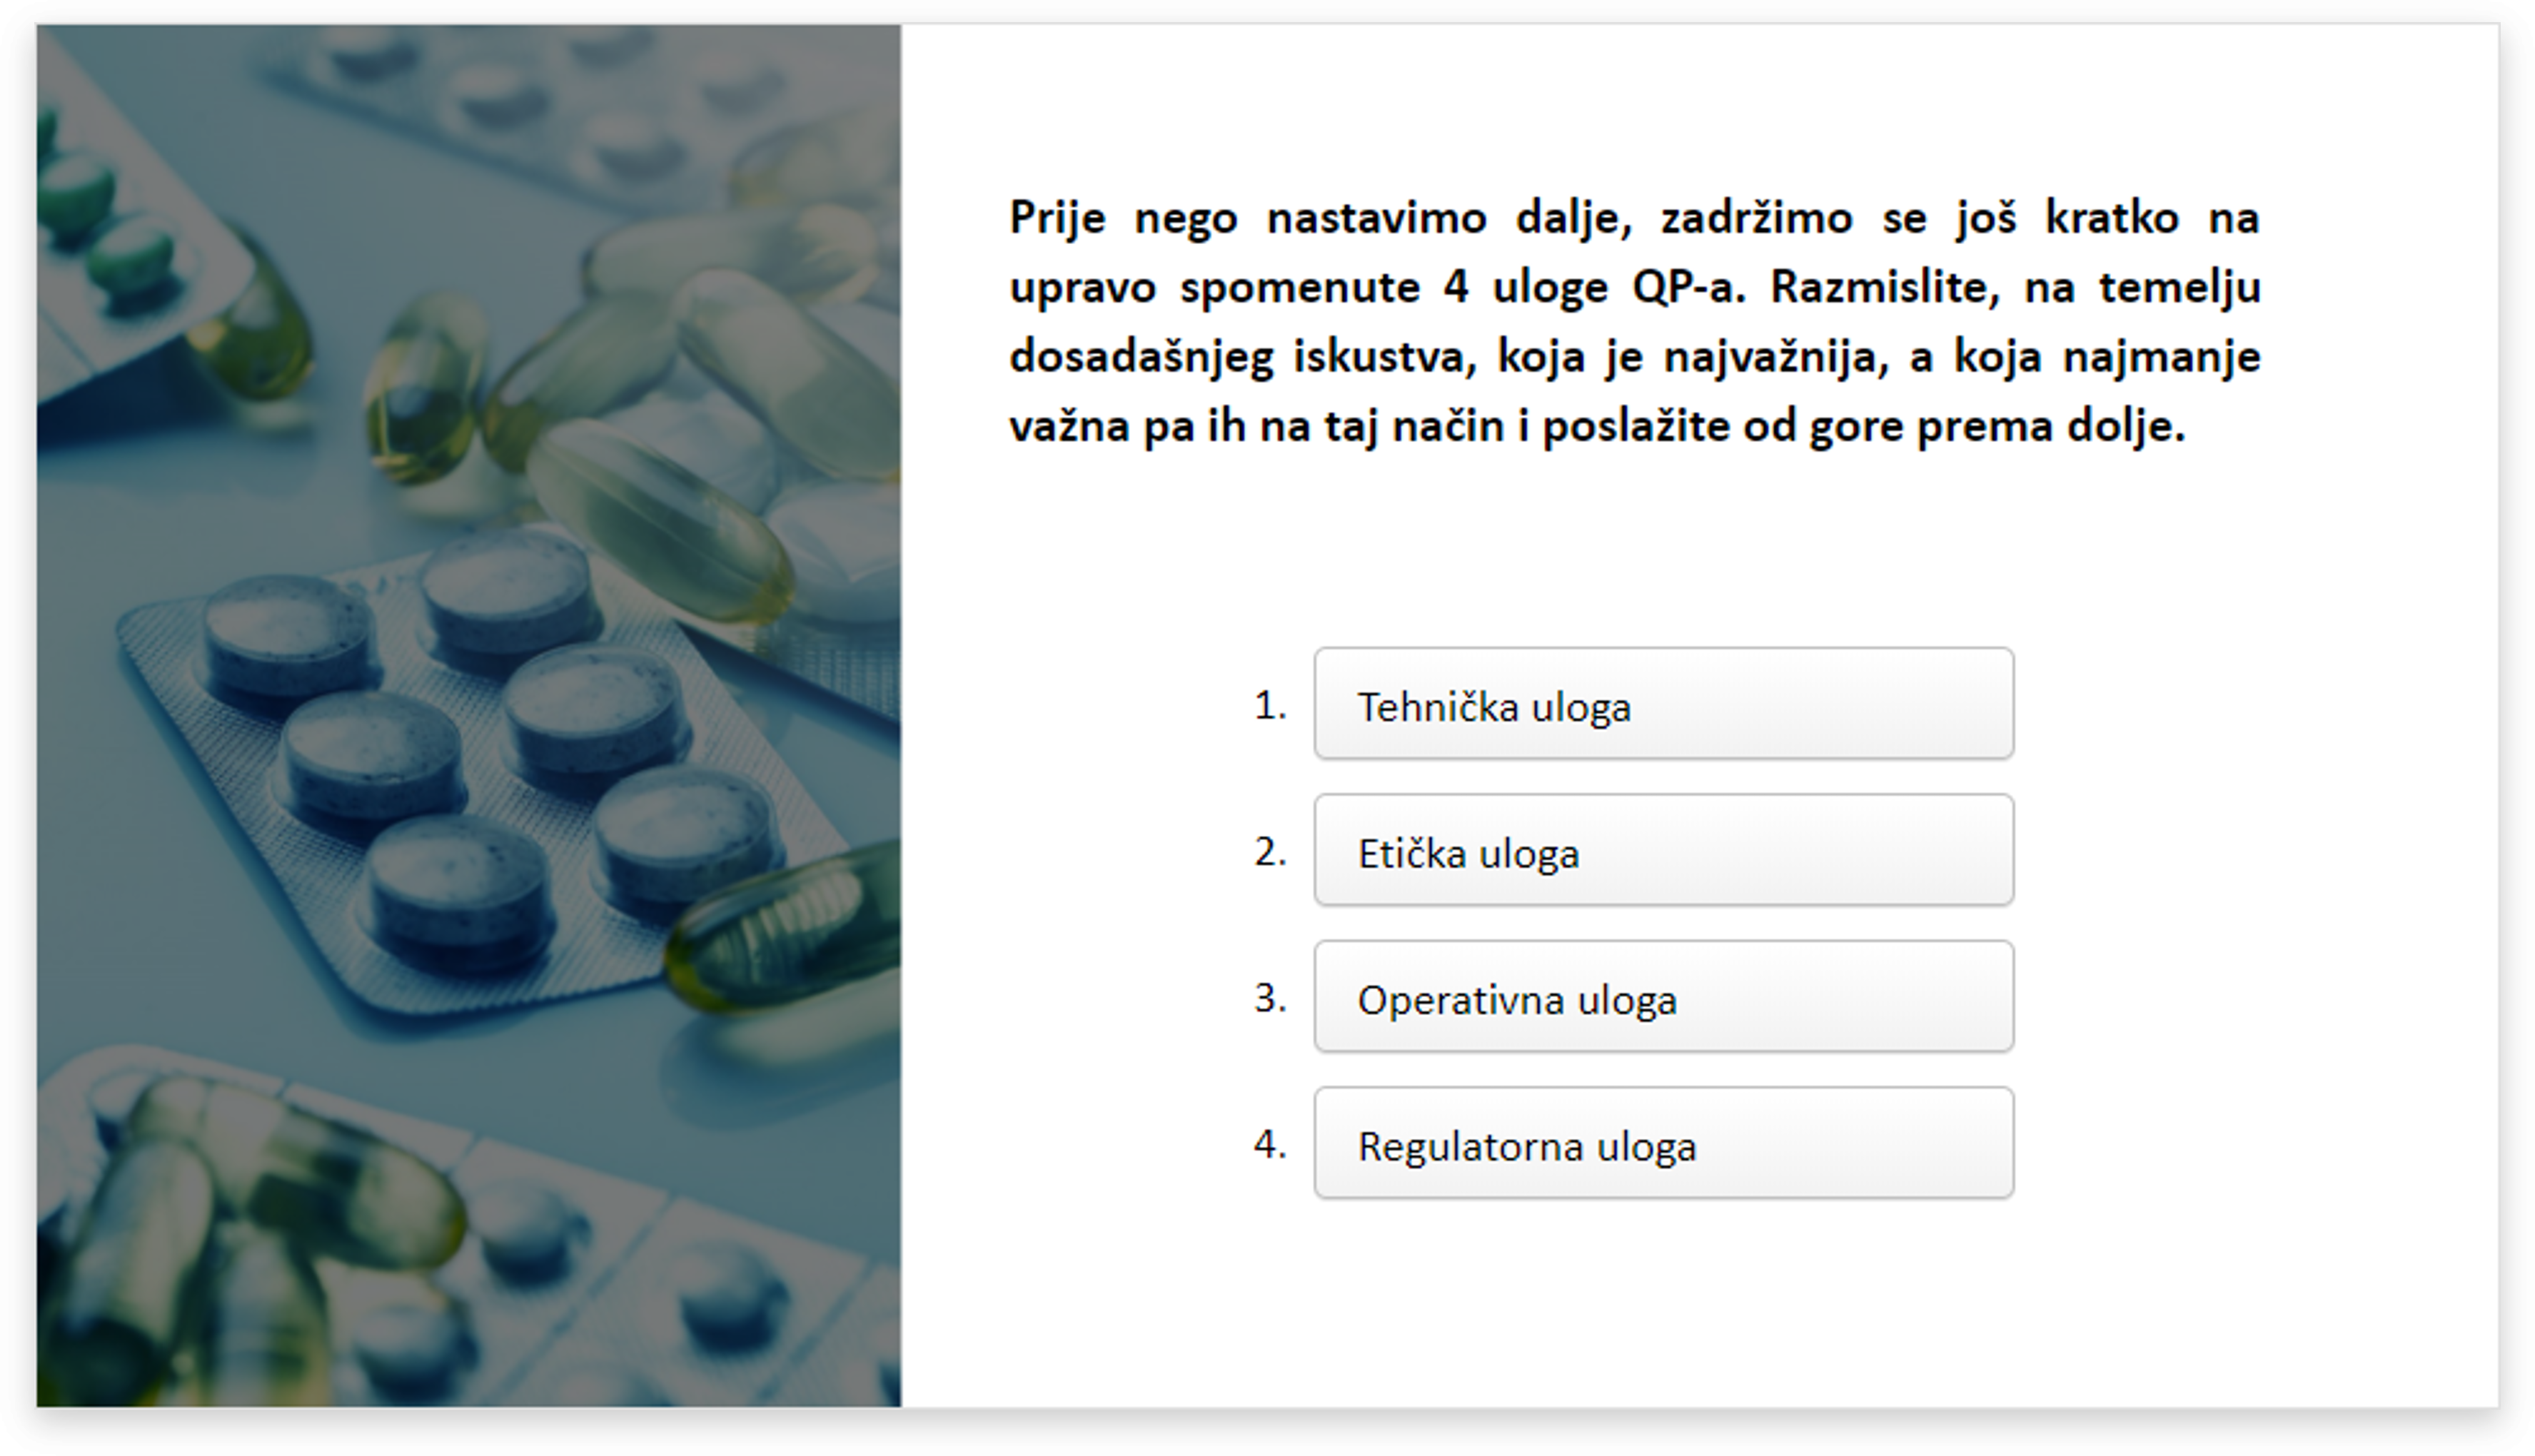 Prije nego nastavimo dalje, zadržimo se još kratko na
upravo spomenute 4 uloge QP-a. Razmislite, na temelju
dosadašnjeg iskustva, koja je najvažnija, a koja najmanje
važna pa ih na taj način i poslažite od gore prema dolje.
1. Tehnička uloga
2. Etička uloga
3. Operativna uloga
4. Regulatorna uloga